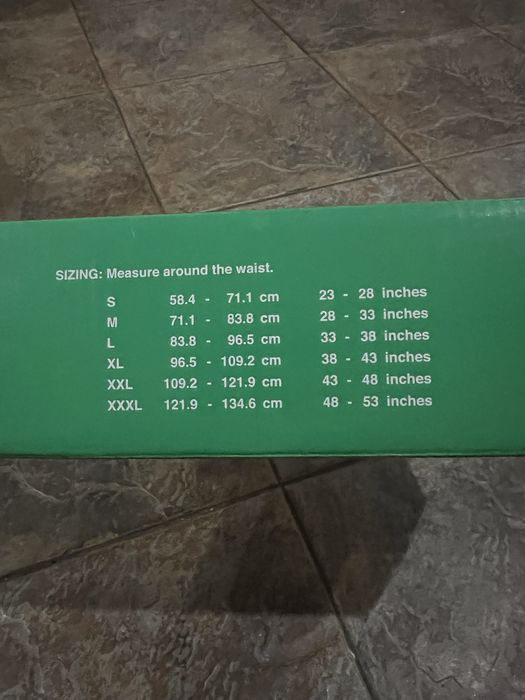 SIZING: Measure around the waist.
S 58.4 - 71.1 cm 23 - 28 inches
M 71.1 - 83.8 cm 28 - 33 inches
L 83.8 - 96.5 cm 33 - 38 inches
XL 96.5 - 109.2 cm 38 - 43 inches
XXL 109.2 - 121.9 cm 43 - 48 inches
XXXL 121.9 - 134.6 cm 48 - 53 inches